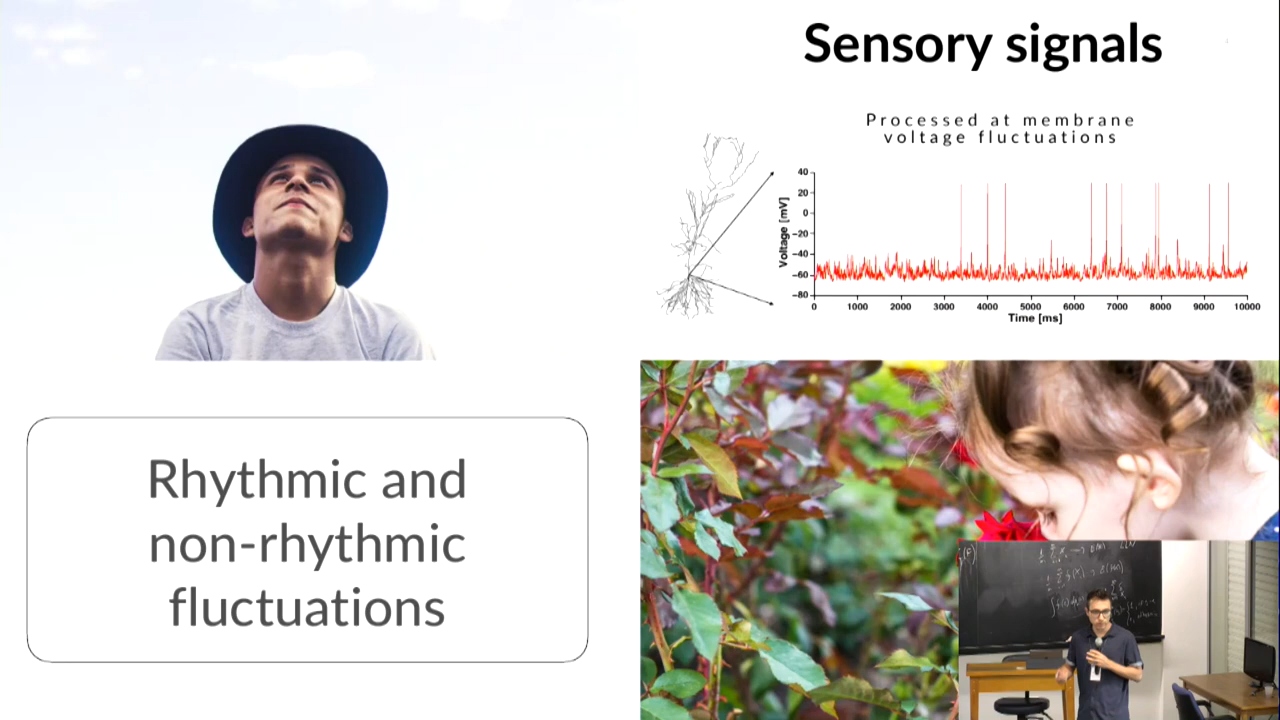 Sensory signals
Processed at membrane
voltage fluctuations
40
20
0
−20
−40
−60
−80
Voltage [mV]
0 1000 2000 3000 4000 5000 6000 7000 8000 9000 10000
Time [ms]
Rhythmic and
non-rhythmic
fluctuations